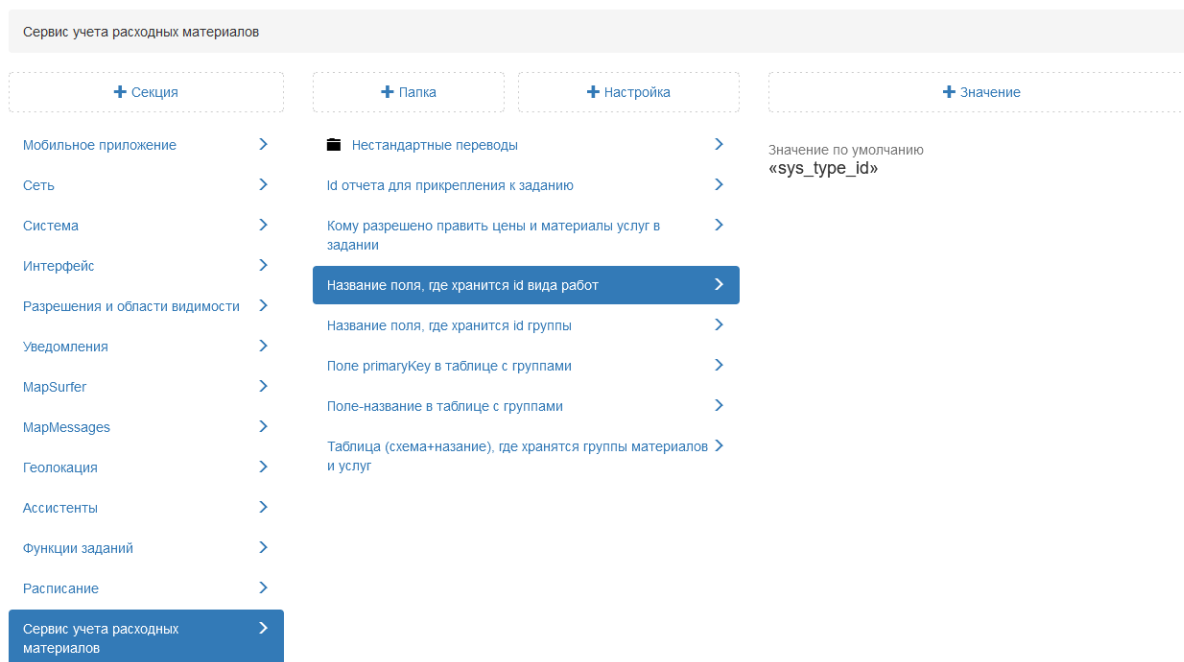 Сервис учета расходных материалов
+ Секция
+ Папка
+ Настройка
+ Значение
Мобильное приложение
Сеть
Система
Интерфейс
Разрешения и области видимости
Уведомления
MapSurfer
MapMessages
Геолокация
Ассистенты
Функции заданий
Расписание
Сервис учета расходных
материалов
Нестандартные переводы
Id отчета для прикрепления к заданию
Кому разрешено править цены и материалы услуг в
задании
Название поля, где хранится id вида работ
Название поля, где хранится id группы
Поле primaryKey в таблице с группами
Поле-название в таблице с группами
Таблица (схема+назание), где хранятся группы материалов
и услуг
Значение по умолчанию
«sys_type_id»